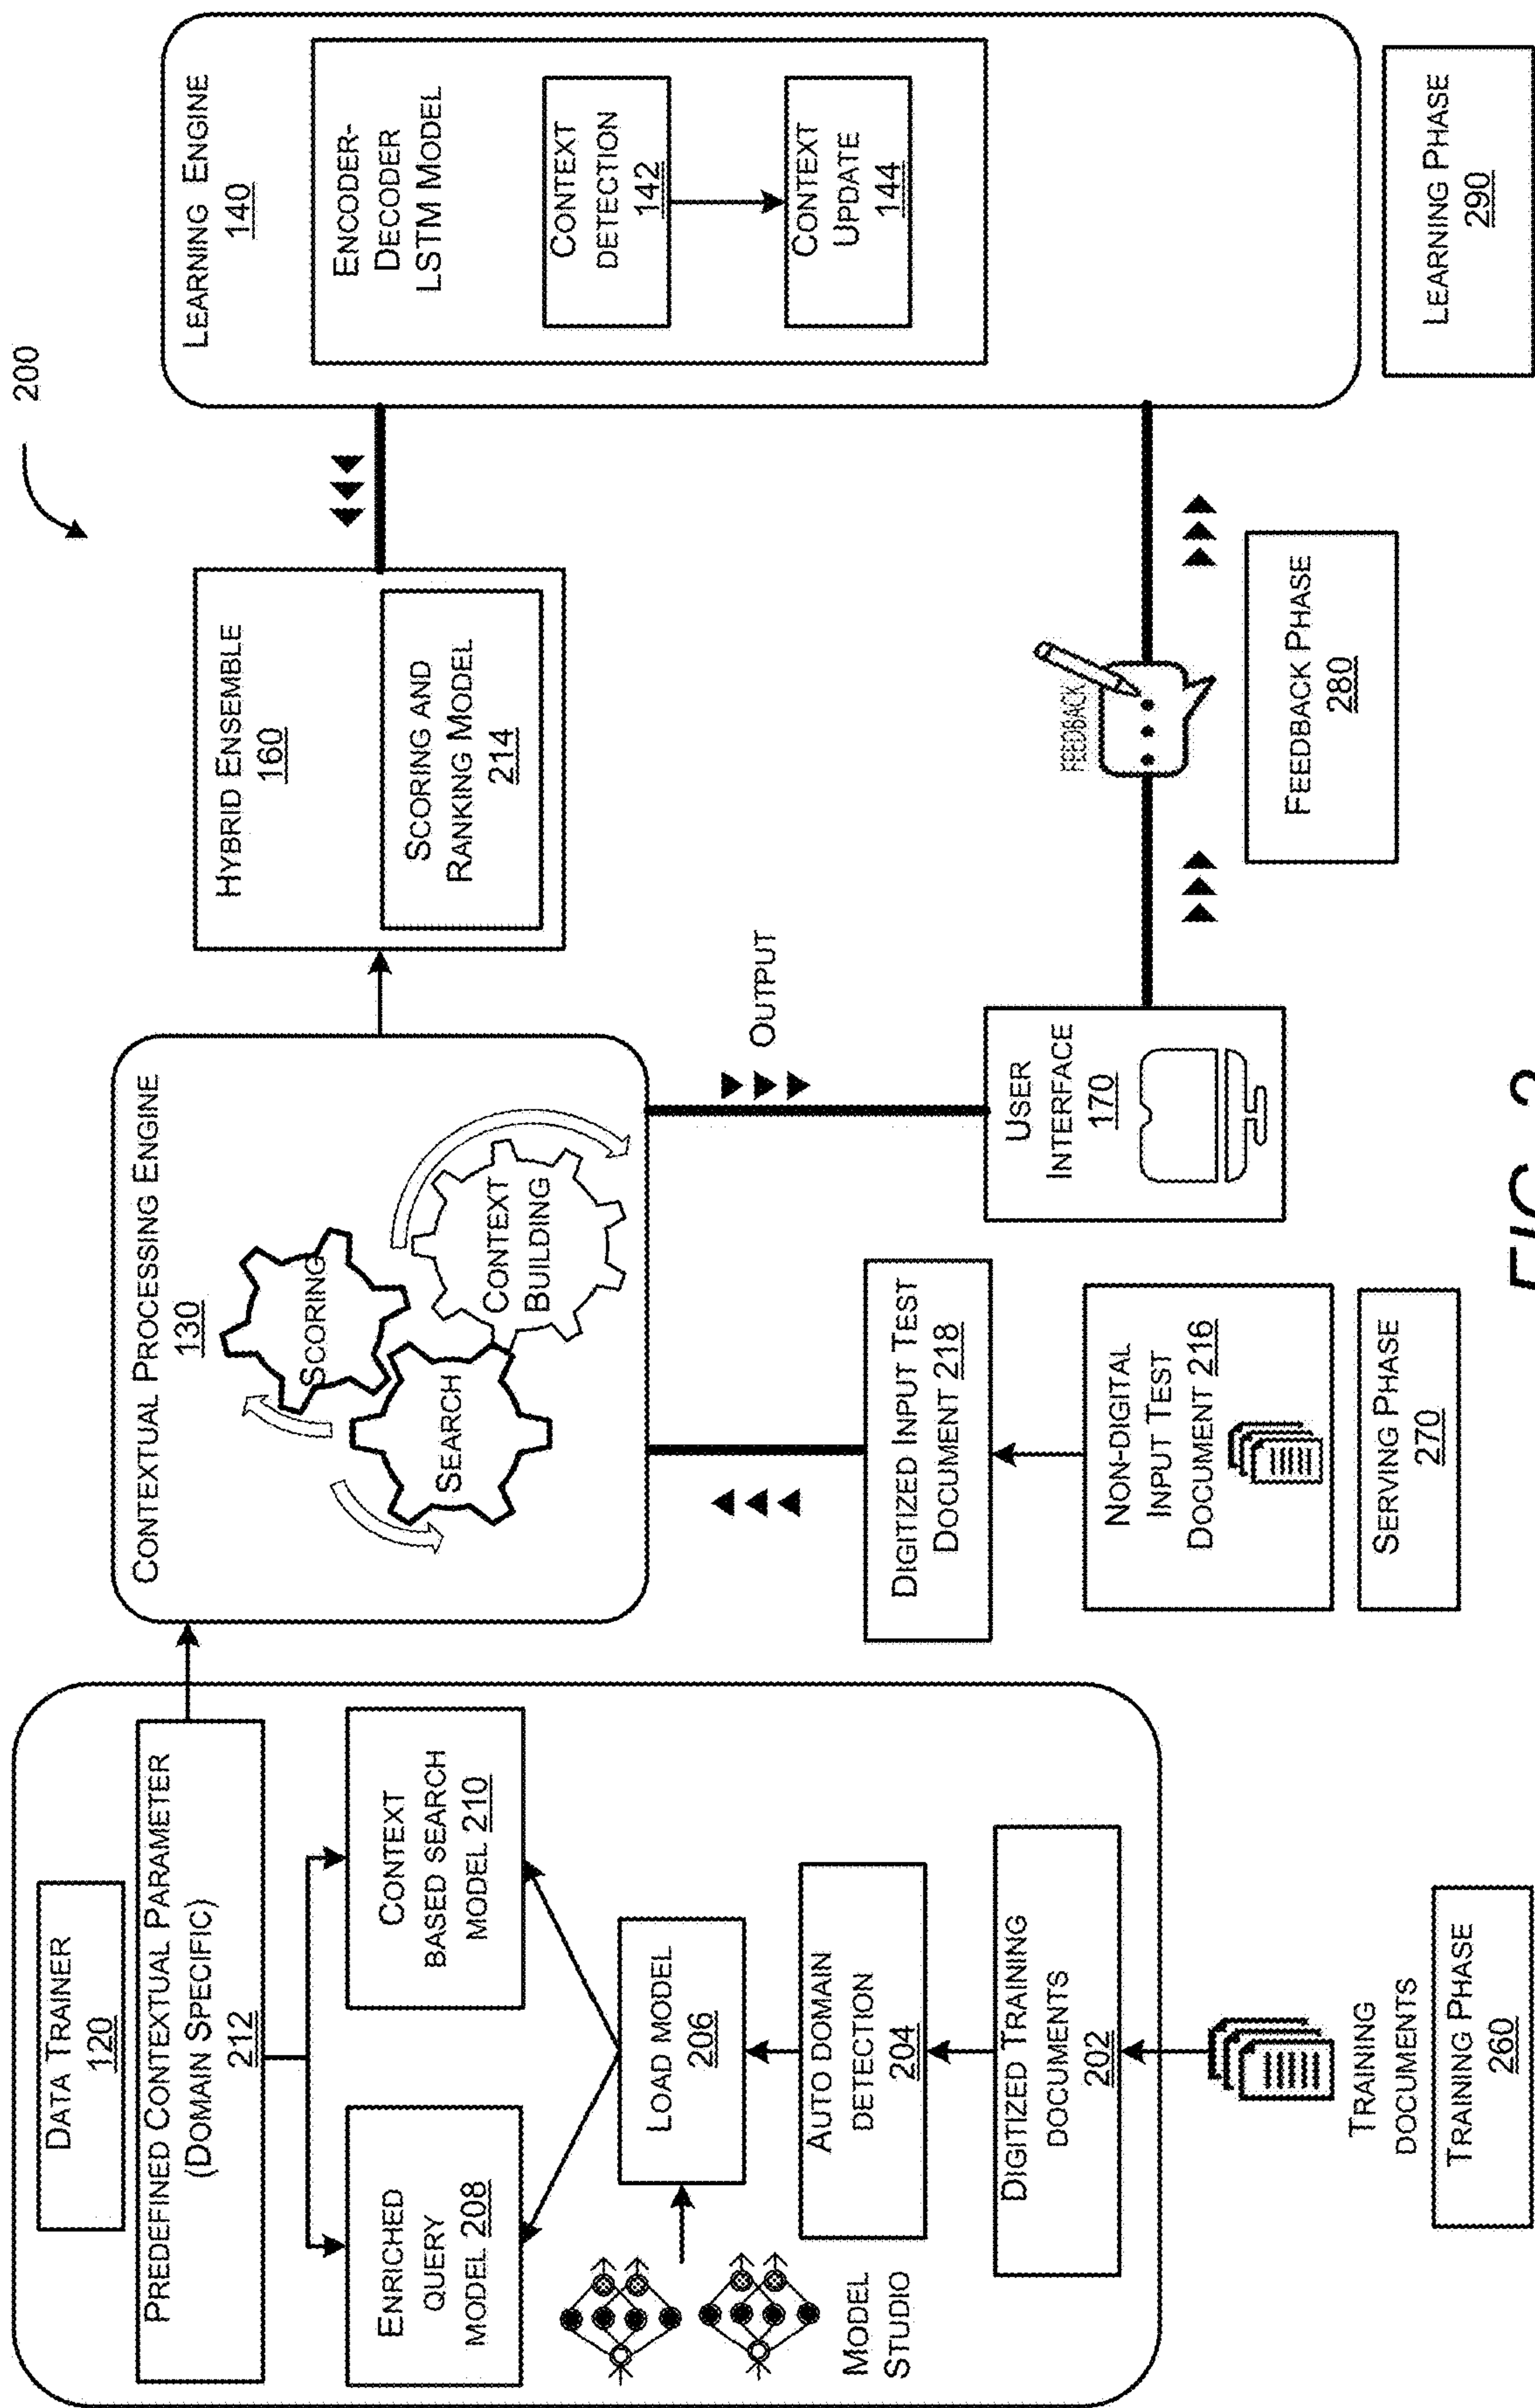 200
DATA TRAINER
120
PREDEFINED CONTEXTUAL PARAMETER
(DOMAIN SPECIFIC)
212
ENRICHED
QUERY
MODEL 208
CONTEXT
BASED SEARCH
MODEL 210
LOAD MODEL
206
MODEL
STUDIO
AUTO DOMAIN
DETECTION
204
DIGITIZED TRAINING
DOCUMENTS
202
TRAINING
DOCUMENTS
TRAINING PHASE
260
CONTEXTUAL PROCESSING ENGINE
130
SCORING
SEARCH
CONTEXT
BUILDING
DIGITIZED INPUT TEST
DOCUMENT 218
NON-DIGITAL
INPUT TEST
DOCUMENT 216
SERVING PHASE
270
OUTPUT
USER
INTERFACE
170
HYBRID ENSEMBLE
160
SCORING AND
RANKING MODEL
214
FEEDBACK
FEEDBACK PHASE
280
LEARNING ENGINE
140
ENCODER-
DECODER
LSTM MODEL
CONTEXT
DETECTION
142
CONTEXT
UPDATE
144
LEARNING PHASE
290